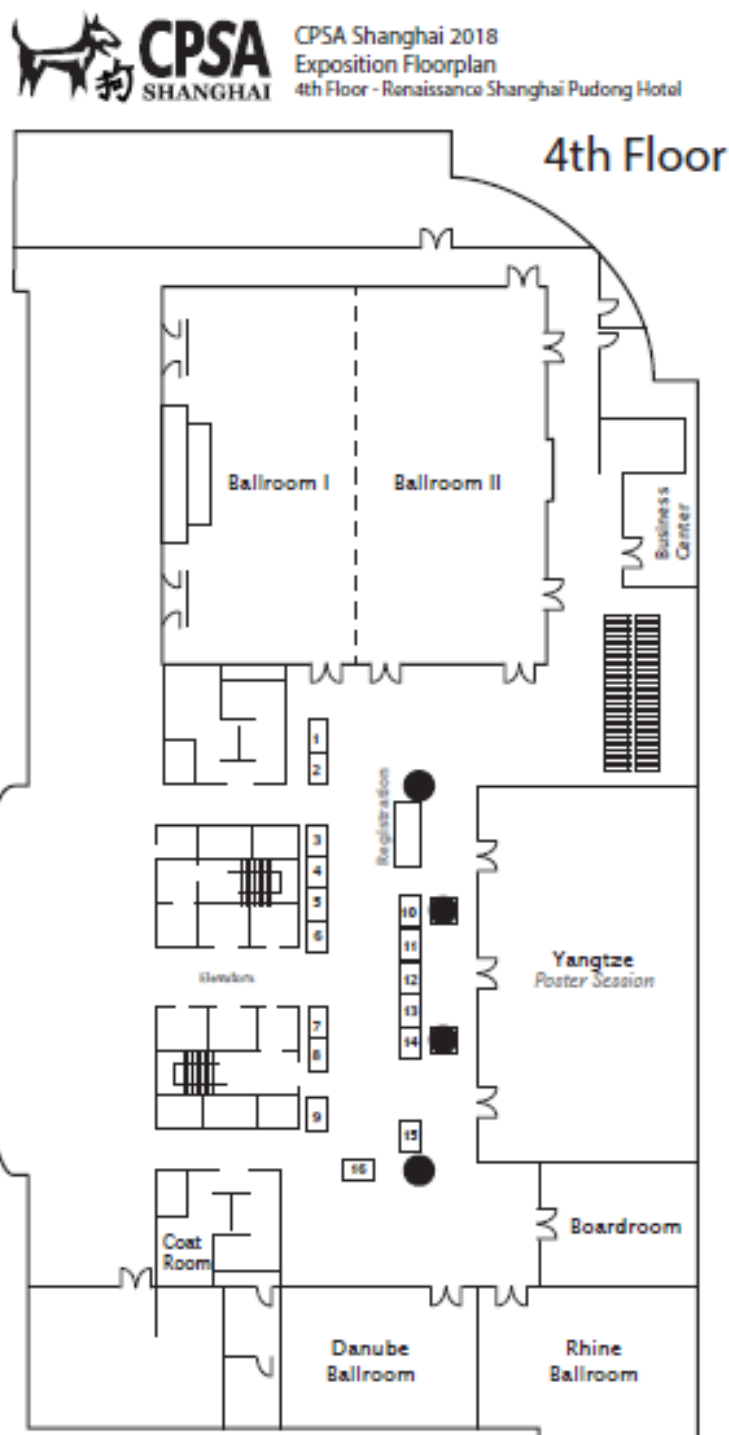 狗
CPSA
SHANGHAI
CPSA Shanghai 2018
Exposition Floorplan
4th Floor - Renaissance Shanghai Pudong Hotel
4th Floor
Ballroom I
Ballroom II
Business
Center
1
2
Registration
3
4
5
6
10
11
12
13
14
Elevators
Yangtze
Poster Session
7
8
9
15
16
Boardroom
Coat
Room
Danube
Ballroom
Rhine
Ballroom